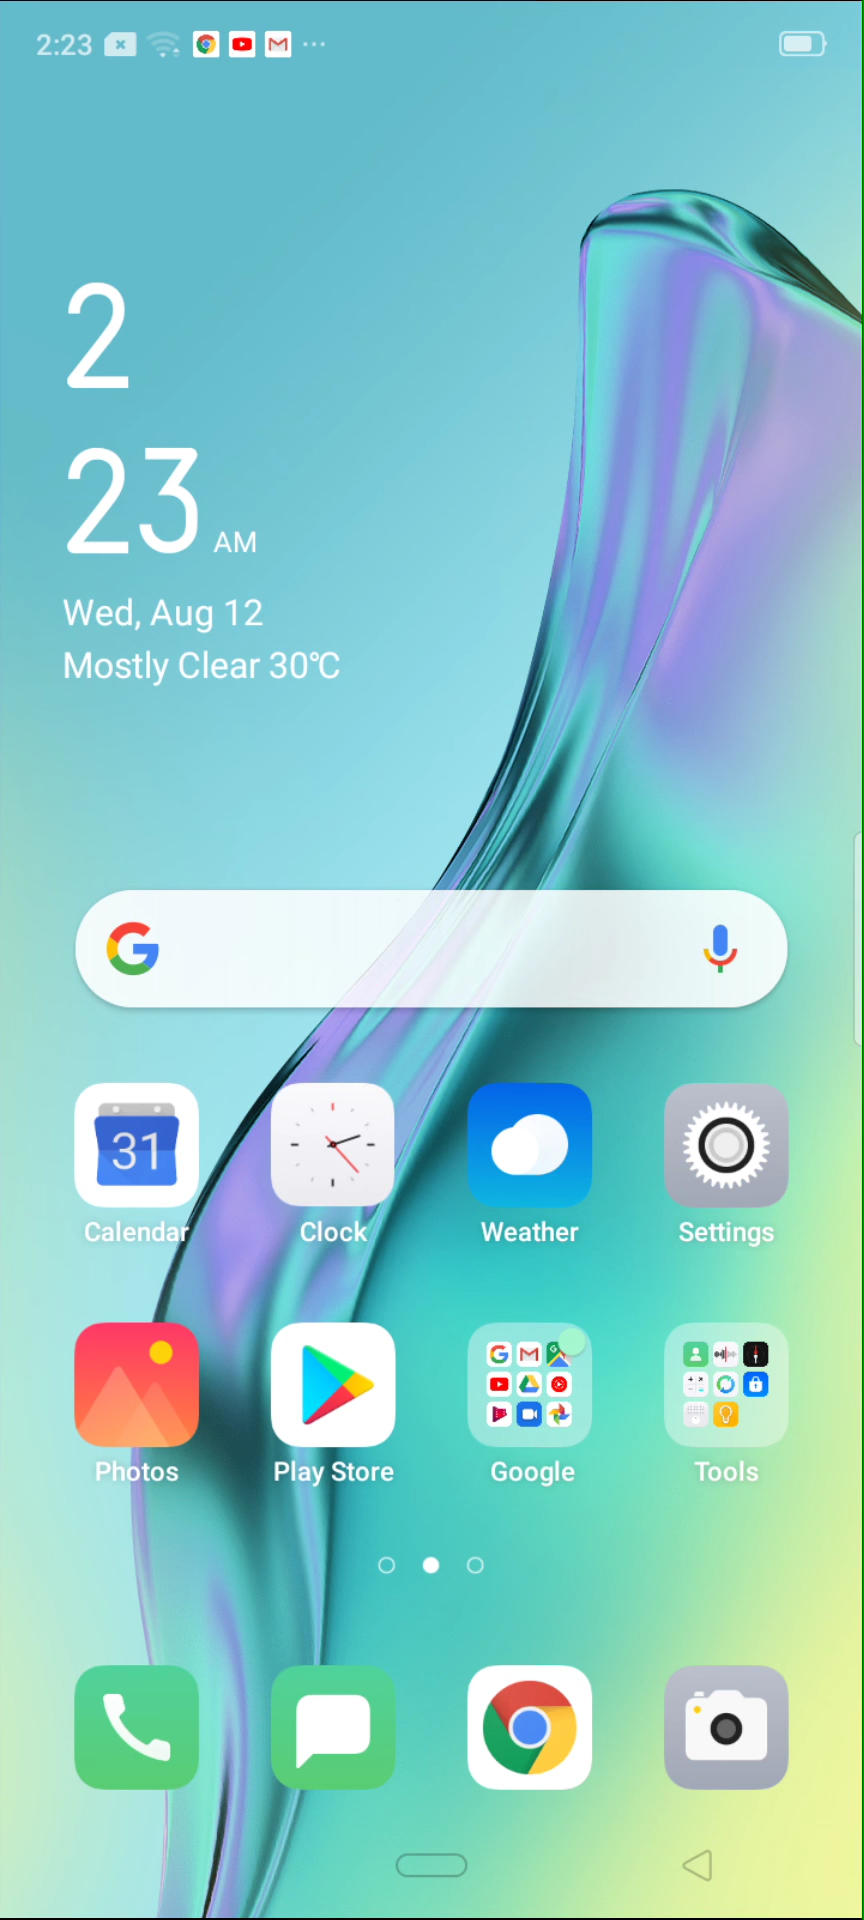 2:23
2
23 AM
Wed, Aug 12
Mostly Clear 30℃
31
Calendar Clock Weather Settings
Photos Play Store Google Tools